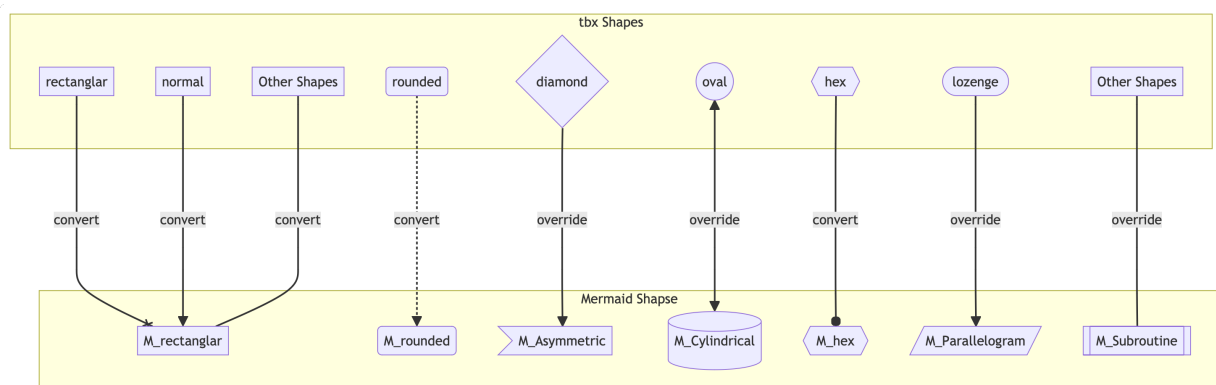 tbx Shapes
rectanglar
normal
Other Shapes
rounded
diamond
oval
hex
lozenge
Other Shapes
convert
convert
convert
convert
override
override
convert
override
override
Mermaid Shapse
M_rectanglar
M_rounded
M_Asymmetric
M_Cylindrical
M_hex
M_Parallelogram
M_Subroutine